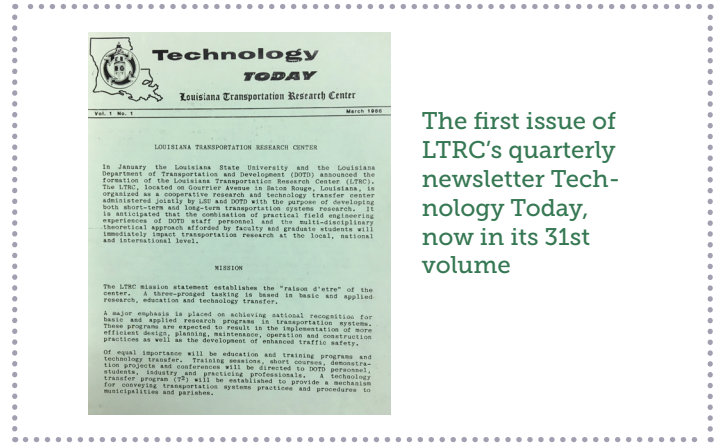 Technology
TODAY
Louisiana Transportation Research Center
Vol. 1 No. 1
March 1986
LOUISIANA TRANSPORTATION RESEARCH CENTER
In January the Louisiana State University and the Louisiana
Department of Transportation and Development (DOTD) announced the
formation of the Louisiana Transportation Research Center (LTRC).
The LTRC, located on Gourrier Avenue in Baton Rouge, Louisiana, is
organized as a cooperative research and technology transfer center
administered jointly by LSU and DOTD with the purpose of developing
both short-term and long-term transportation systems research. It
is anticipated that the combination of practical field engineering
experiences of DOTD staff personnel and the multi-disciplinary
theoretical approach afforded by faculty and graduate students will
immediately impact transportation research at the local, national
and international level.
MISSION
The LTRC mission statement establishes the "raison d'etre" of the
center. A three-pronged tasking is based in basic and applied
research, education and technology transfer.
A major emphasis is placed on achieving national recognition for
basic and applied research programs in transportation systems.
These programs are expected to result in the implementation of more
efficient design, planning, maintenance, operation and construction
practices as well as the development of enhanced traffic safety.
Of equal importance will be education and training programs and
technology transfer. Training sessions, short courses, demonstra-
tion projects and conferences will be directed to DOTD personnel,
students, industry and practicing professionals. A technology
transfer program (T²) will be established to provide a mechanism
for conveying transportation systems practices and procedures to
municipalities and parishes.
The first issue of
LTRC's quarterly
newsletter Tech-
nology Today,
now in its 31st
volume